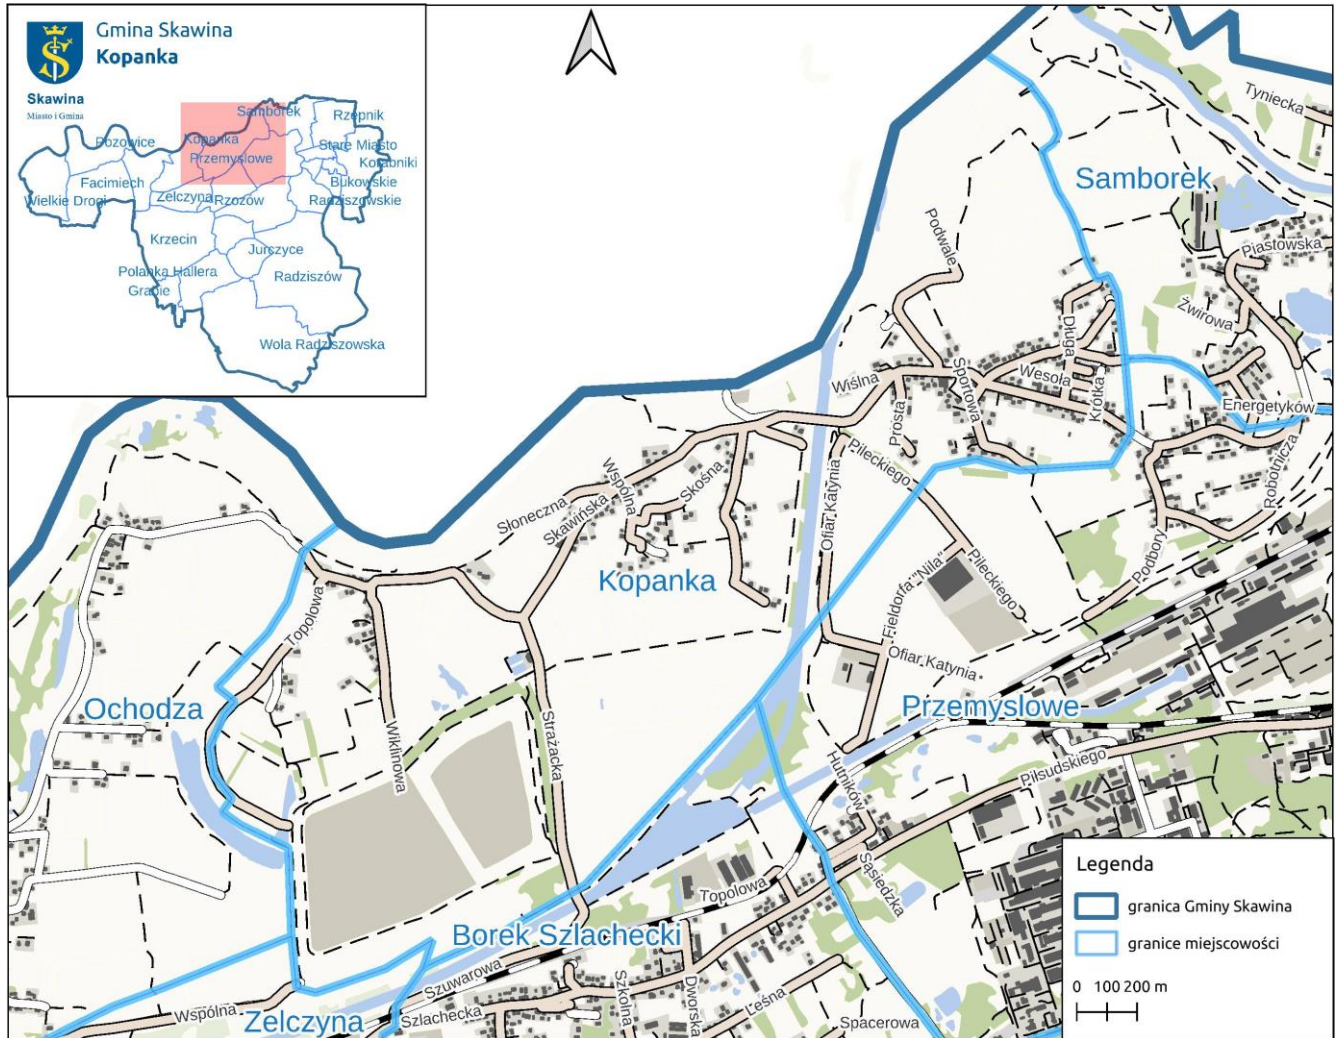 Gmina Skawina
Kopanka
Skawina
Miasto i Gmina
Samborek
Rzepnik
Pozowice
Kopanka
Stare Miasto
Przemyslowe
Korabniki
Facimiech
Bukowskie
Wielkie Drogi
Zelczyna
Rzozów
Radziszowskie
Krzecin
Jurczyce
Polanka Hallera
Radziszów
Grabie
Wola Radziszowska
Tyniecka
Samborek
Podwale
Piastowska
Żwirowa
Długa
Wiślna
Sportowa
Wesoła
Krótka
Prosta
Energetyków
Pileckiego
Robotnicza
Wspólna
Skośna
Słoneczna
Skawińska
Ofiar Katynia
Kopanka
Fieldorfa "Nila"
Pileckiego
Podbory
Topolowa
Ofiar Katynia
Ochodza
Przemyslowe
Wiklinowa
Strażacka
Hutników
Piłsudskiego
Sąsiedzka
Topolowa
Borek Szlachecki
Szuwarowa
Wspólna
Zelczyna
Szlachecka
Szkolna
Dworska
Leśna
Spacerowa
Legenda
granica Gminy Skawina
granice miejscowości
0 100 200 m